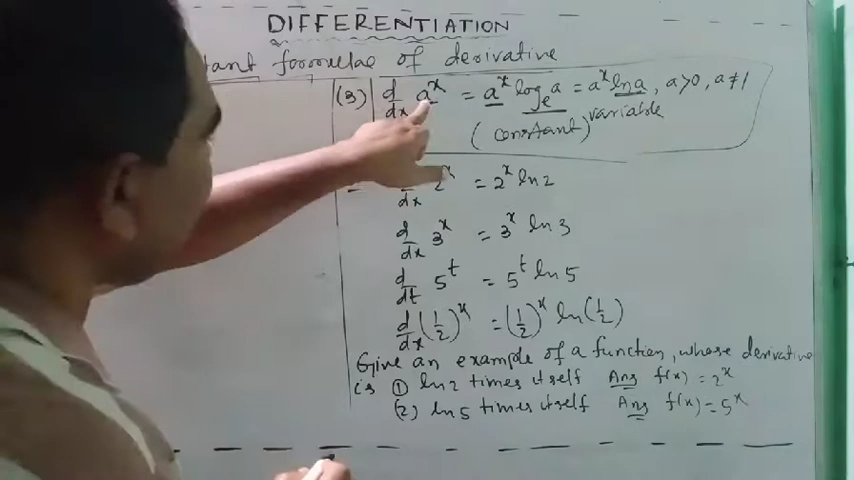 DIFFERENTIATION
tant formulae of derivative
(3) d/dx a^x = a^x log_e a = a^x ln a, a>0, a≠1
(constant)^variable
d/dx 2^x = 2^x ln 2
d/dx 3^x = 3^x ln 3
d/dt 5^t = 5^t ln 5
d/dx (1/2)^x = (1/2)^x ln(1/2)
Give an example of a function, whose derivative
is ① ln 2 times itself Ans f(x) = 2^x
(2) ln 5 times itself Ans f(x) = 5^x